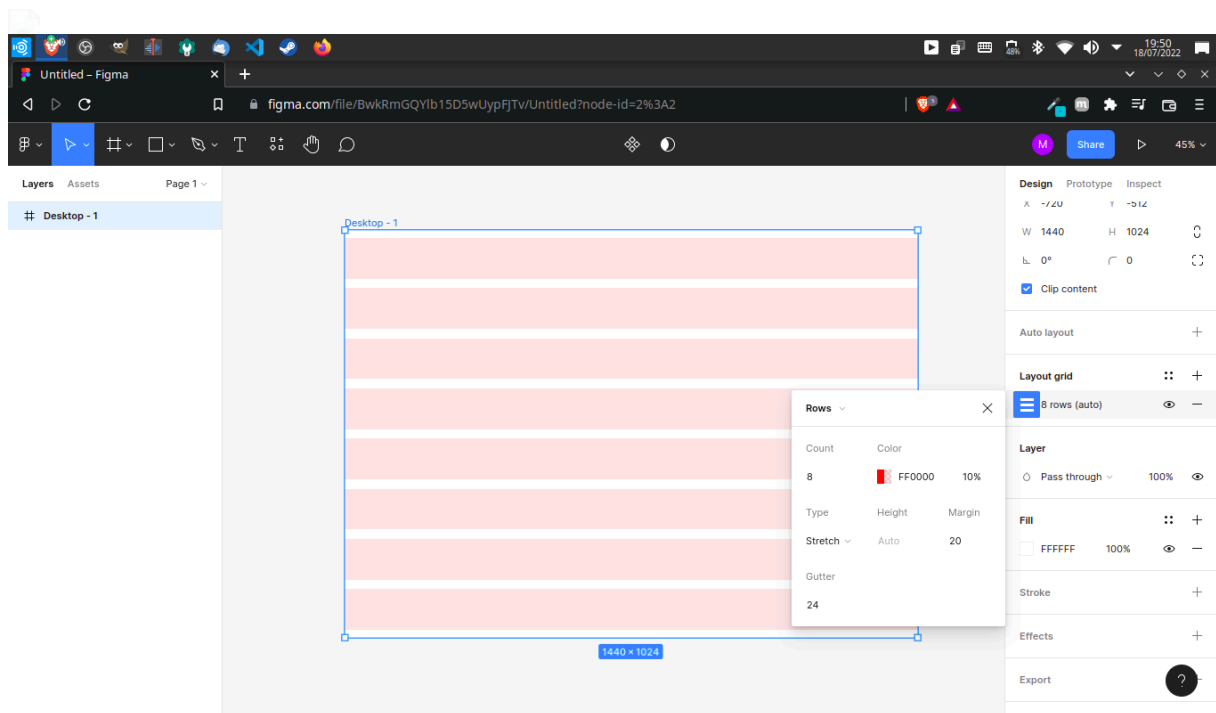 48%
19:50
18/07/2022
Untitled – Figma
figma.com/file/BwkRmGQYlb15D5wUypFJTv/Untitled?node-id=2%3A2
M
Share
45%
Layers Assets Page 1
Desktop - 1
Desktop - 1
1440 × 1024
Design Prototype Inspect
X -720 Y -512
W 1440 H 1024
0° 0
Clip content
Auto layout
Layout grid
8 rows (auto)
Layer
Pass through 100%
Fill
FFFFFF 100%
Stroke
Effects
Export
?
Rows
Count Color
8 FF0000 10%
Type Height Margin
Stretch Auto 20
Gutter
24